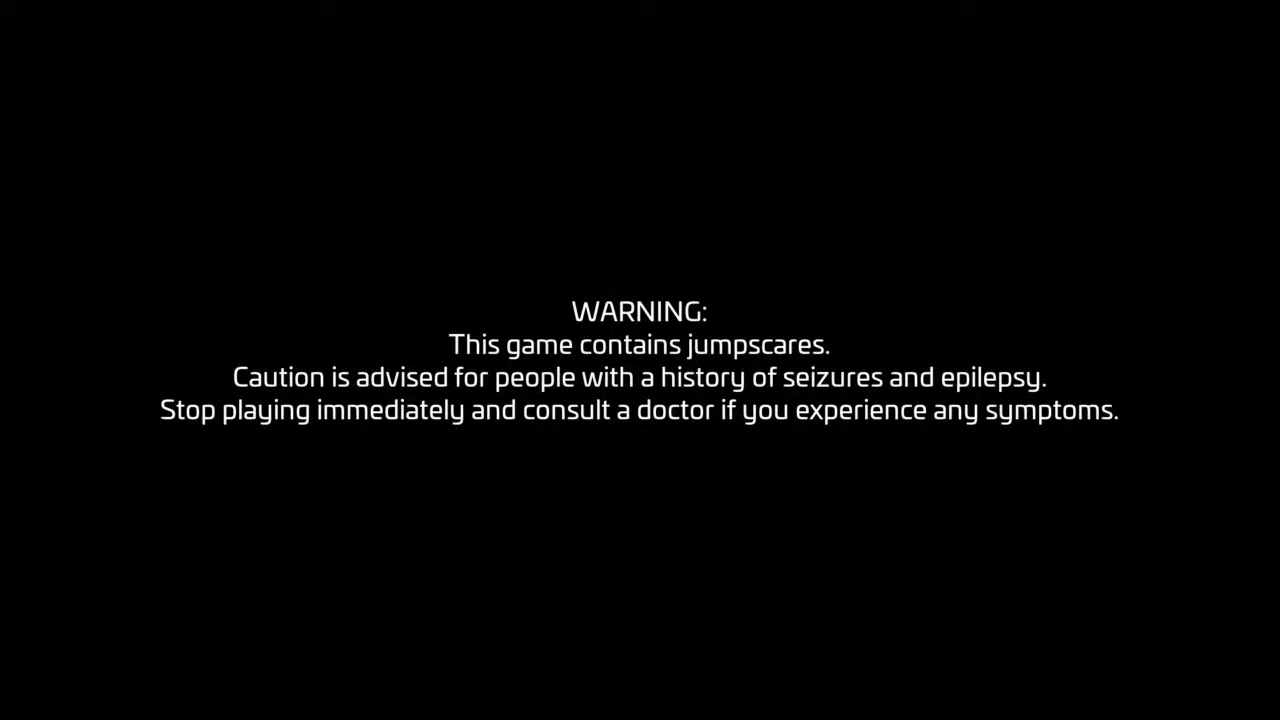 WARNING:
This game contains jumpscares.
Caution is advised for people with a history of seizures and epilepsy.
Stop playing immediately and consult a doctor if you experience any symptoms.